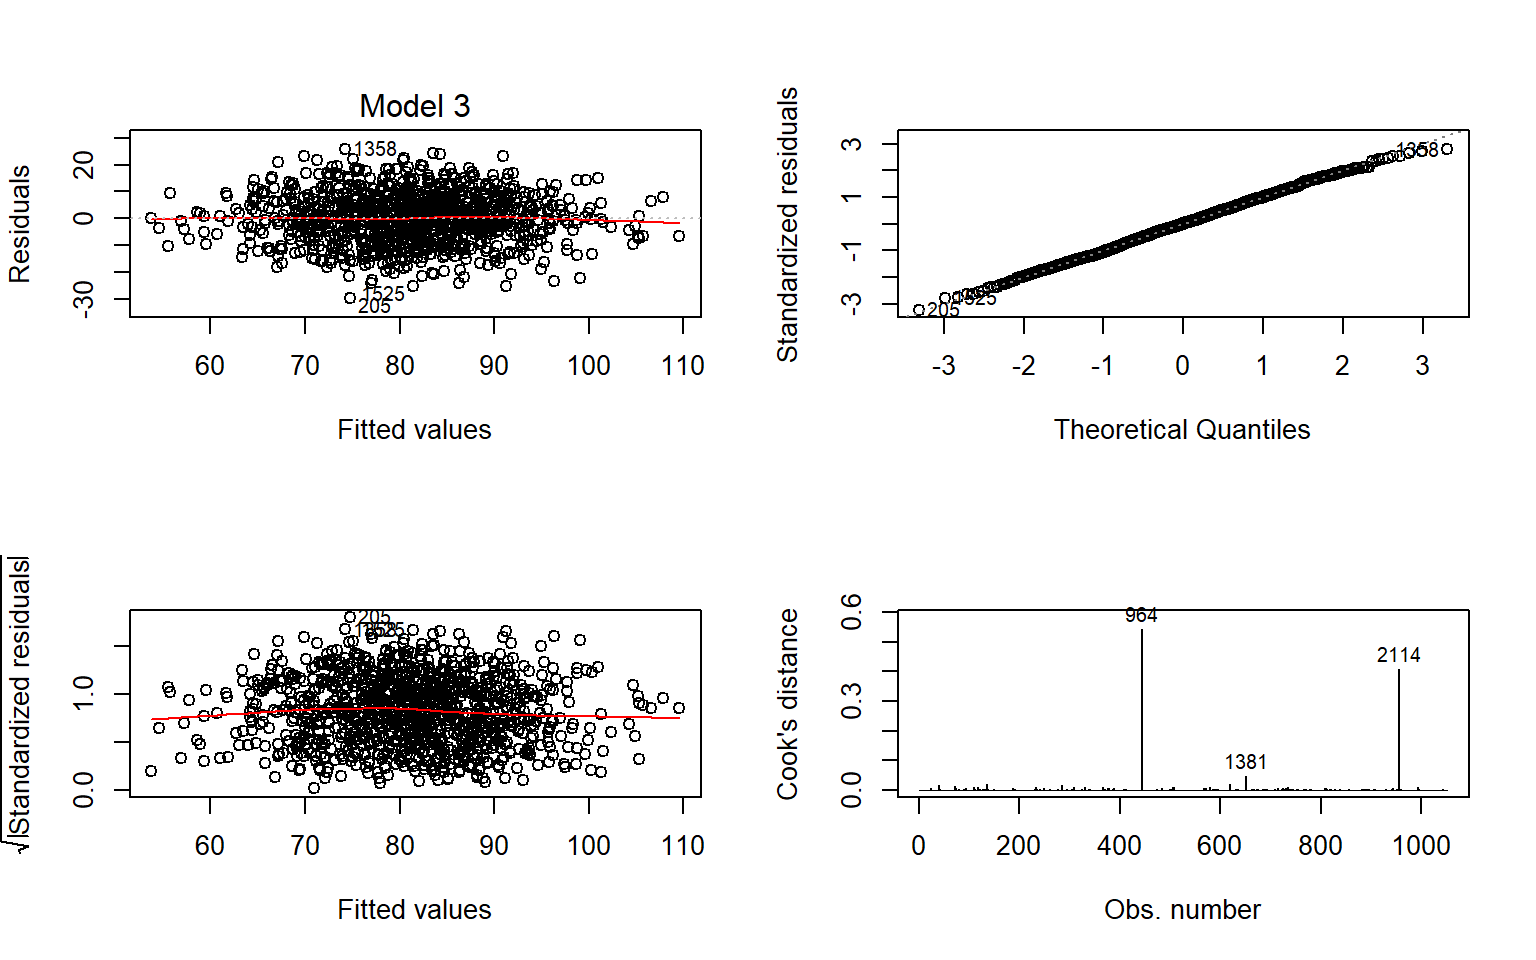 Model 3
Residuals
20
0
-30
1358
1525
205
60 70 80 90 100 110
Fitted values
Standardized residuals
3
1
-1
-3
1358
1525
205
-3 -2 -1 0 1 2 3
Theoretical Quantiles
√|Standardized residuals|
1.0
0.0
205
60 70 80 90 100 110
Fitted values
Cook's distance
0.6
0.3
0.0
964
2114
1381
0 200 400 600 800 1000
Obs. number